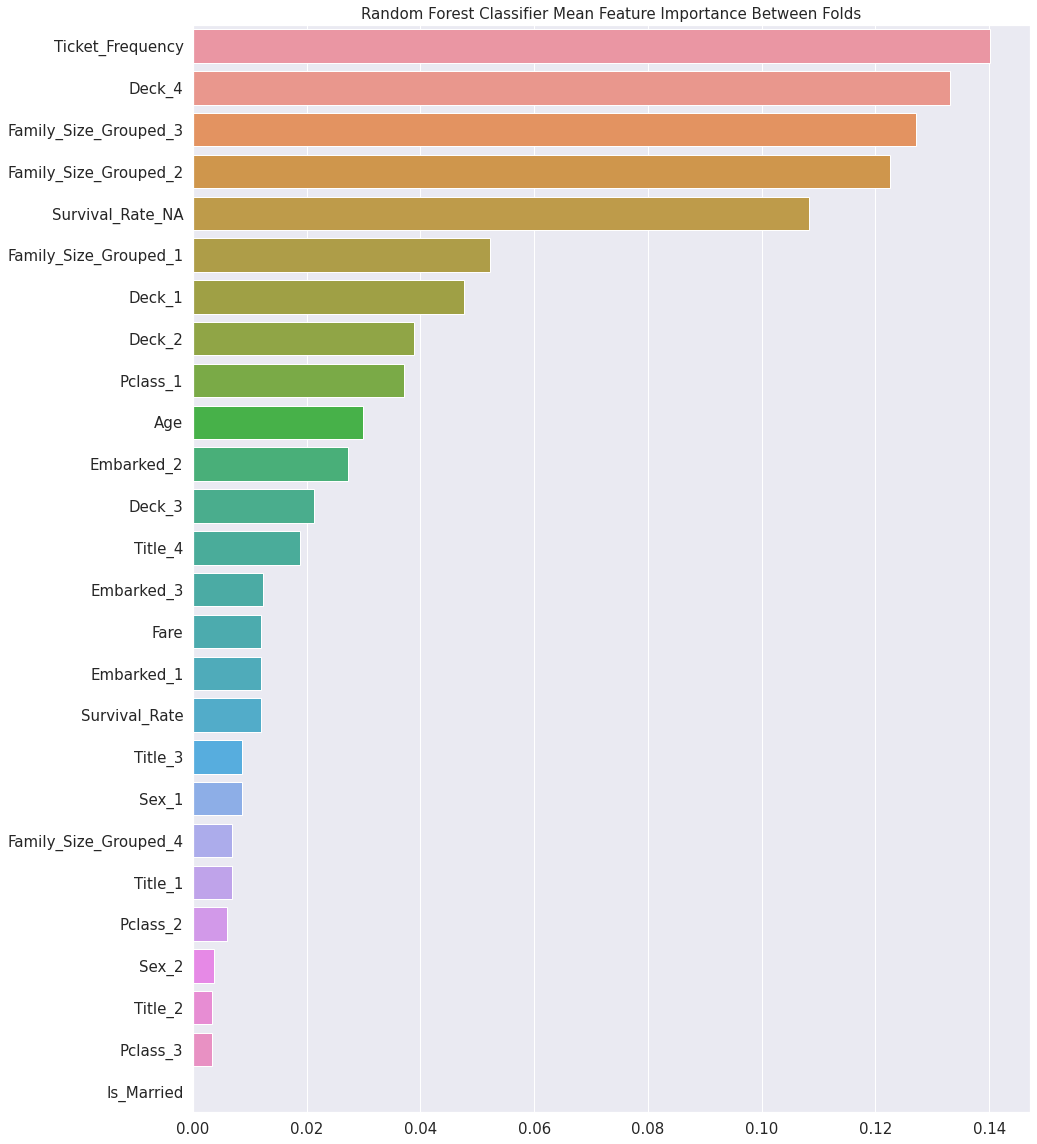 Random Forest Classifier Mean Feature Importance Between Folds
Ticket_Frequency
Deck_4
Family_Size_Grouped_3
Family_Size_Grouped_2
Survival_Rate_NA
Family_Size_Grouped_1
Deck_1
Deck_2
Pclass_1
Age
Embarked_2
Deck_3
Title_4
Embarked_3
Fare
Embarked_1
Survival_Rate
Title_3
Sex_1
Family_Size_Grouped_4
Title_1
Pclass_2
Sex_2
Title_2
Pclass_3
Is_Married
0.00 0.02 0.04 0.06 0.08 0.10 0.12 0.14